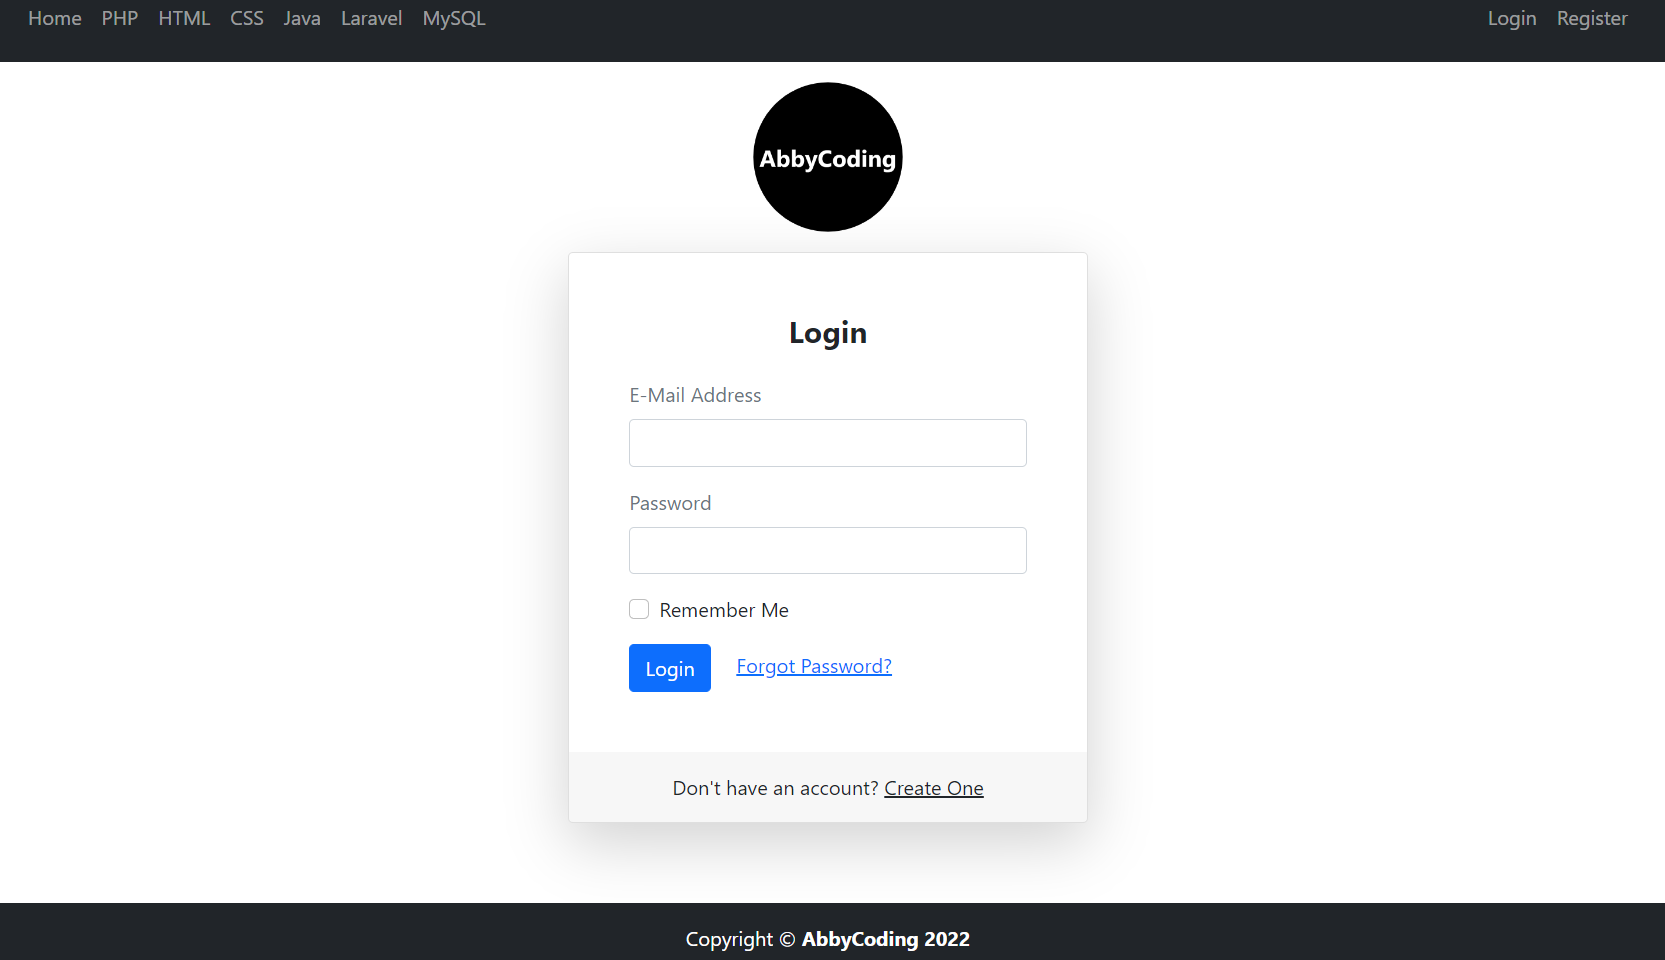 Home PHP HTML CSS Java Laravel MySQL Login Register
AbbyCoding
Login
E-Mail Address
Password
Remember Me
Login Forgot Password?
Don't have an account? Create One
Copyright © AbbyCoding 2022